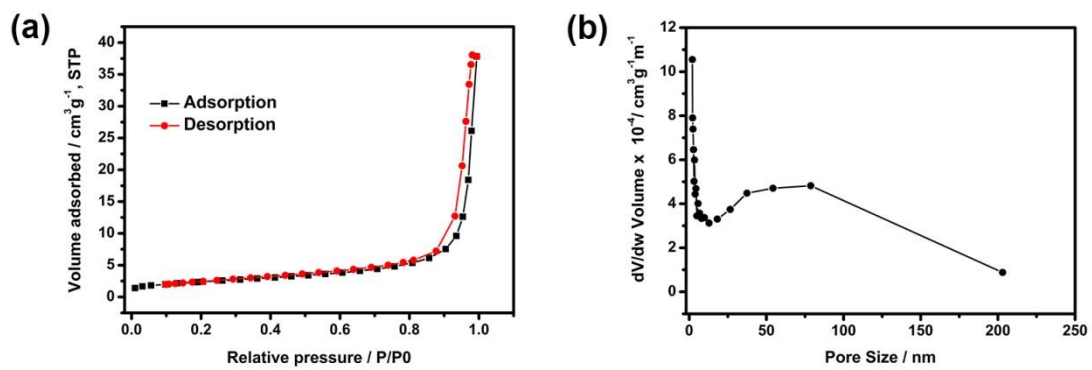 (a)
Volume adsorbed / cm³g⁻¹, STP
40
35
30
25
20
15
10
5
0
Adsorption
Desorption
0.0 0.2 0.4 0.6 0.8 1.0
Relative pressure / P/P0
(b)
dV/dw Volume x 10⁻⁴/ cm³g⁻¹m⁻¹
12
10
8
6
4
2
0
0 50 100 150 200 250
Pore Size / nm